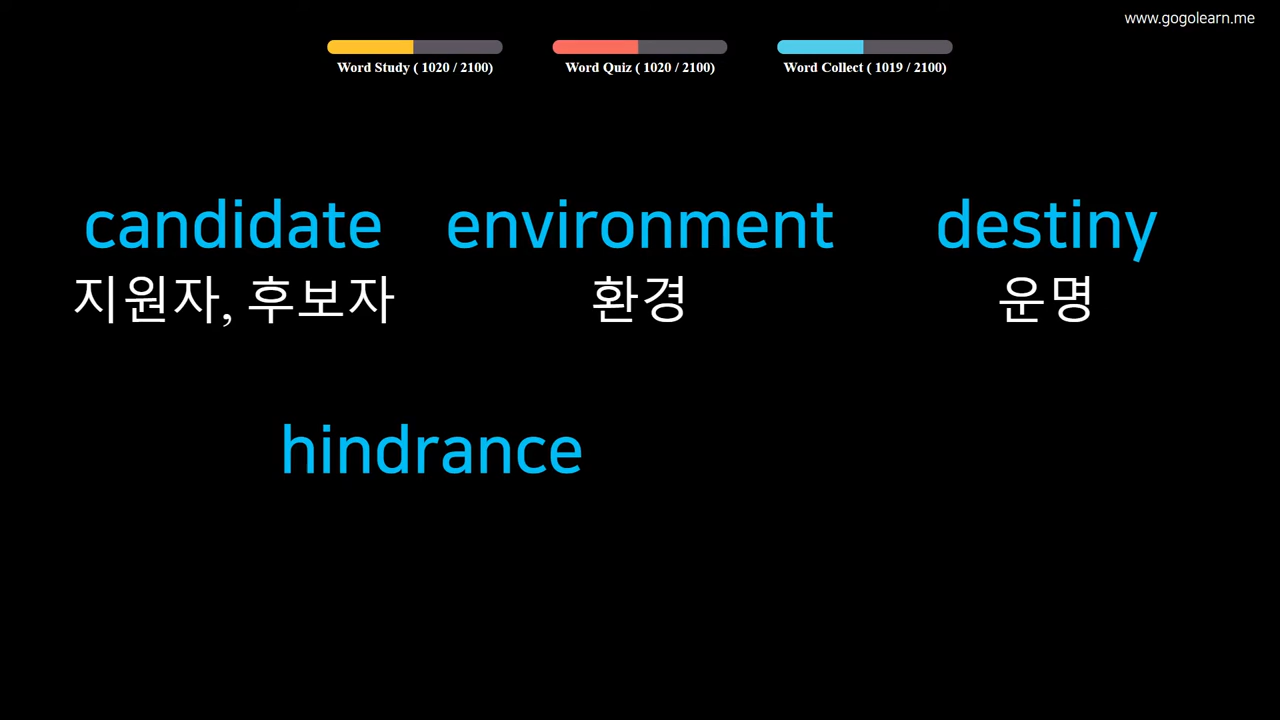 www.gogolearn.me
Word Study ( 1020 / 2100)
Word Quiz ( 1020 / 2100)
Word Collect ( 1019 / 2100)
candidate
지원자, 후보자
environment
환경
destiny
운명
hindrance